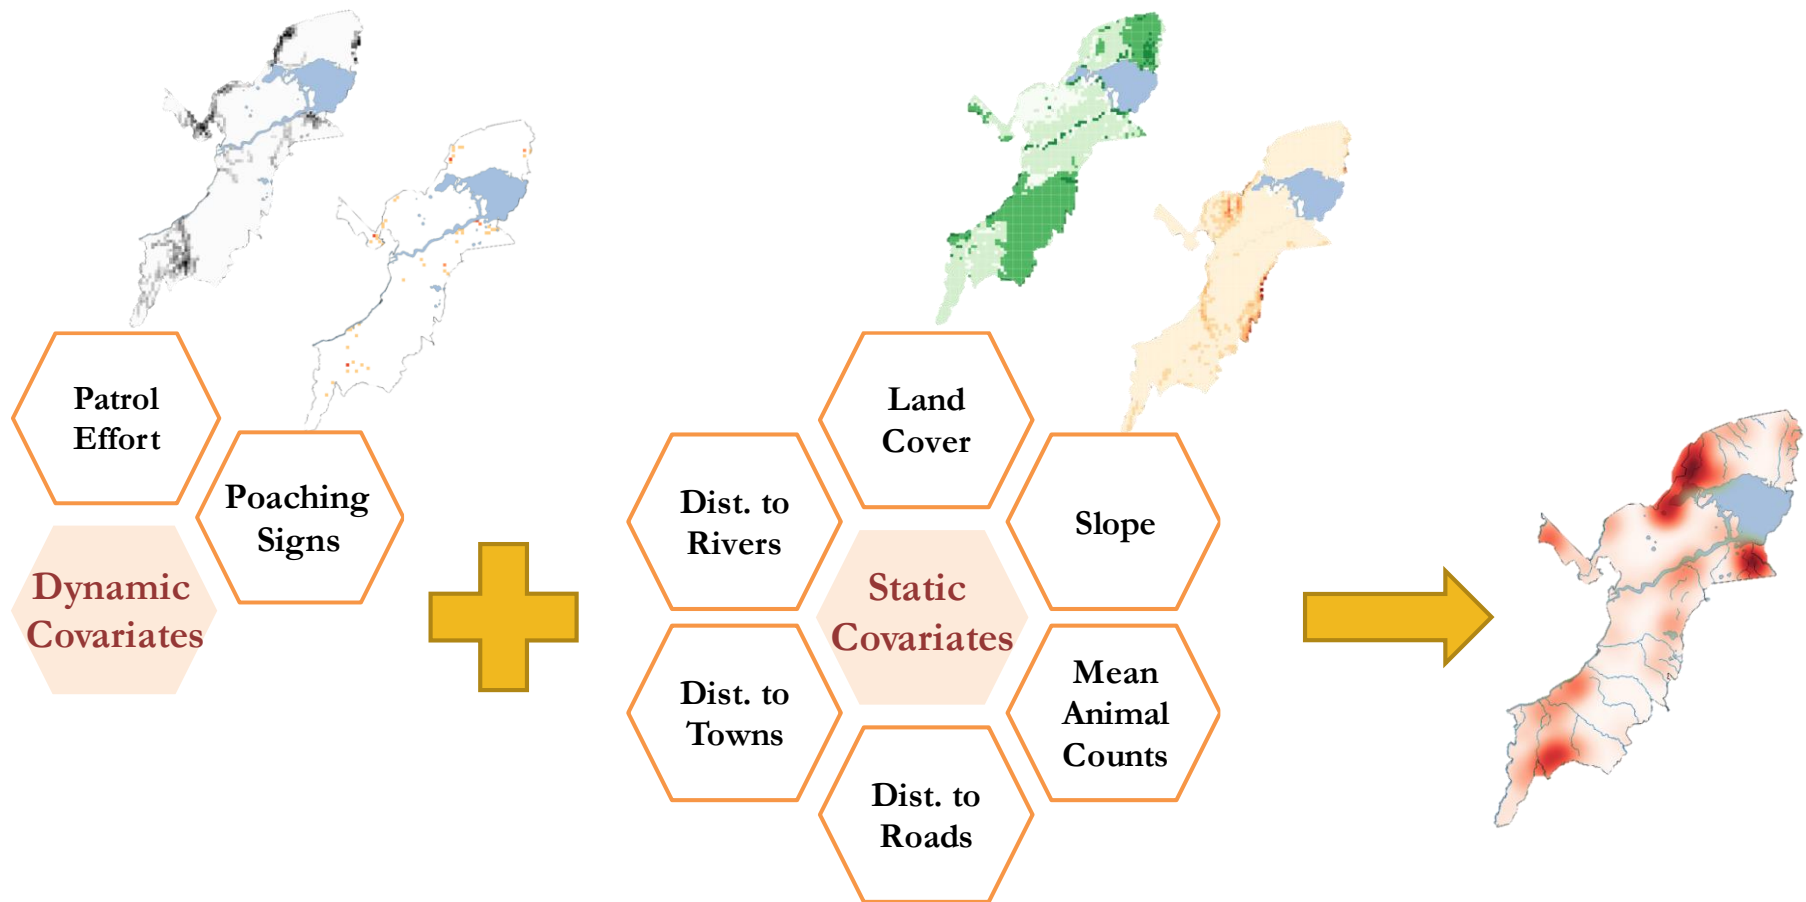 Patrol
Effort
Poaching
Signs
Dynamic
Covariates
Land
Cover
Dist. to
Rivers
Slope
Static
Covariates
Dist. to
Towns
Mean
Animal
Counts
Dist. to
Roads